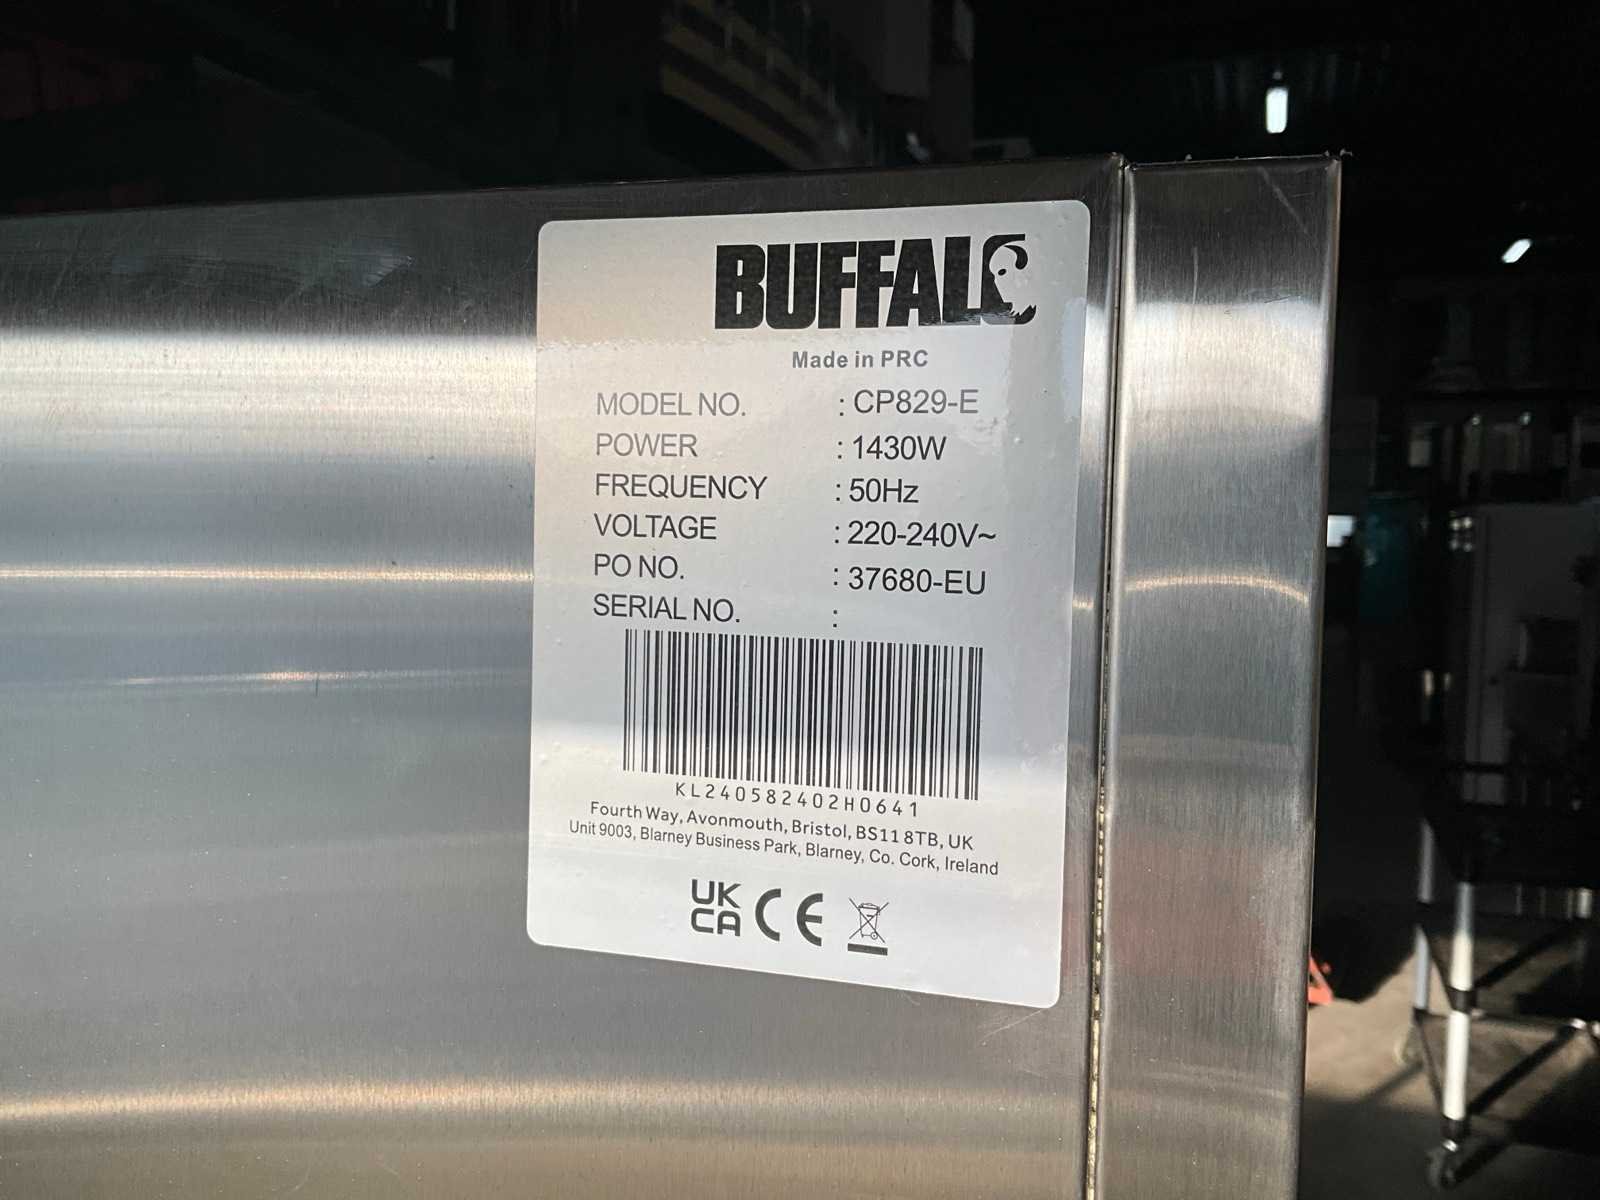 BUFFALO
Made in PRC
MODEL NO. : CP829-E
POWER : 1430W
FREQUENCY : 50Hz
VOLTAGE : 220-240V~
PO NO. : 37680-EU
SERIAL NO. :
KL240582402H0641
Fourth Way, Avonmouth, Bristol, BS11 8TB, UK
Unit 9003, Blarney Business Park, Blarney, Co. Cork, Ireland
UK
CA CE